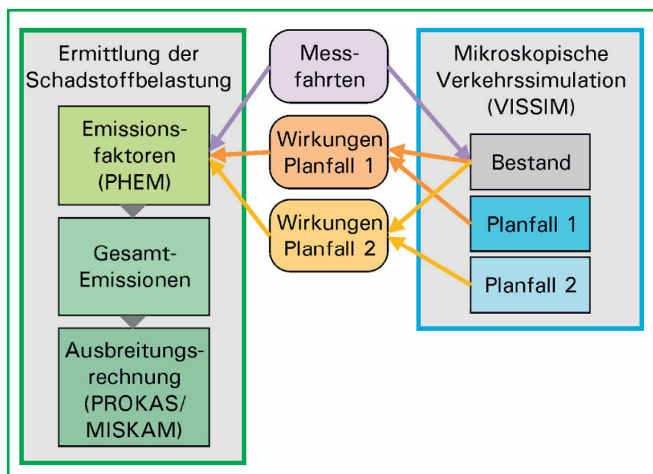 Ermittlung der
Schadstoffbelastung
Emissions-
faktoren
(PHEM)
Gesamt-
Emissionen
Ausbreitungs-
rechnung
(PROKAS/
MISKAM)
Mess-
fahrten
Wirkungen
Planfall 1
Wirkungen
Planfall 2
Mikroskopische
Verkehrssimulation
(VISSIM)
Bestand
Planfall 1
Planfall 2